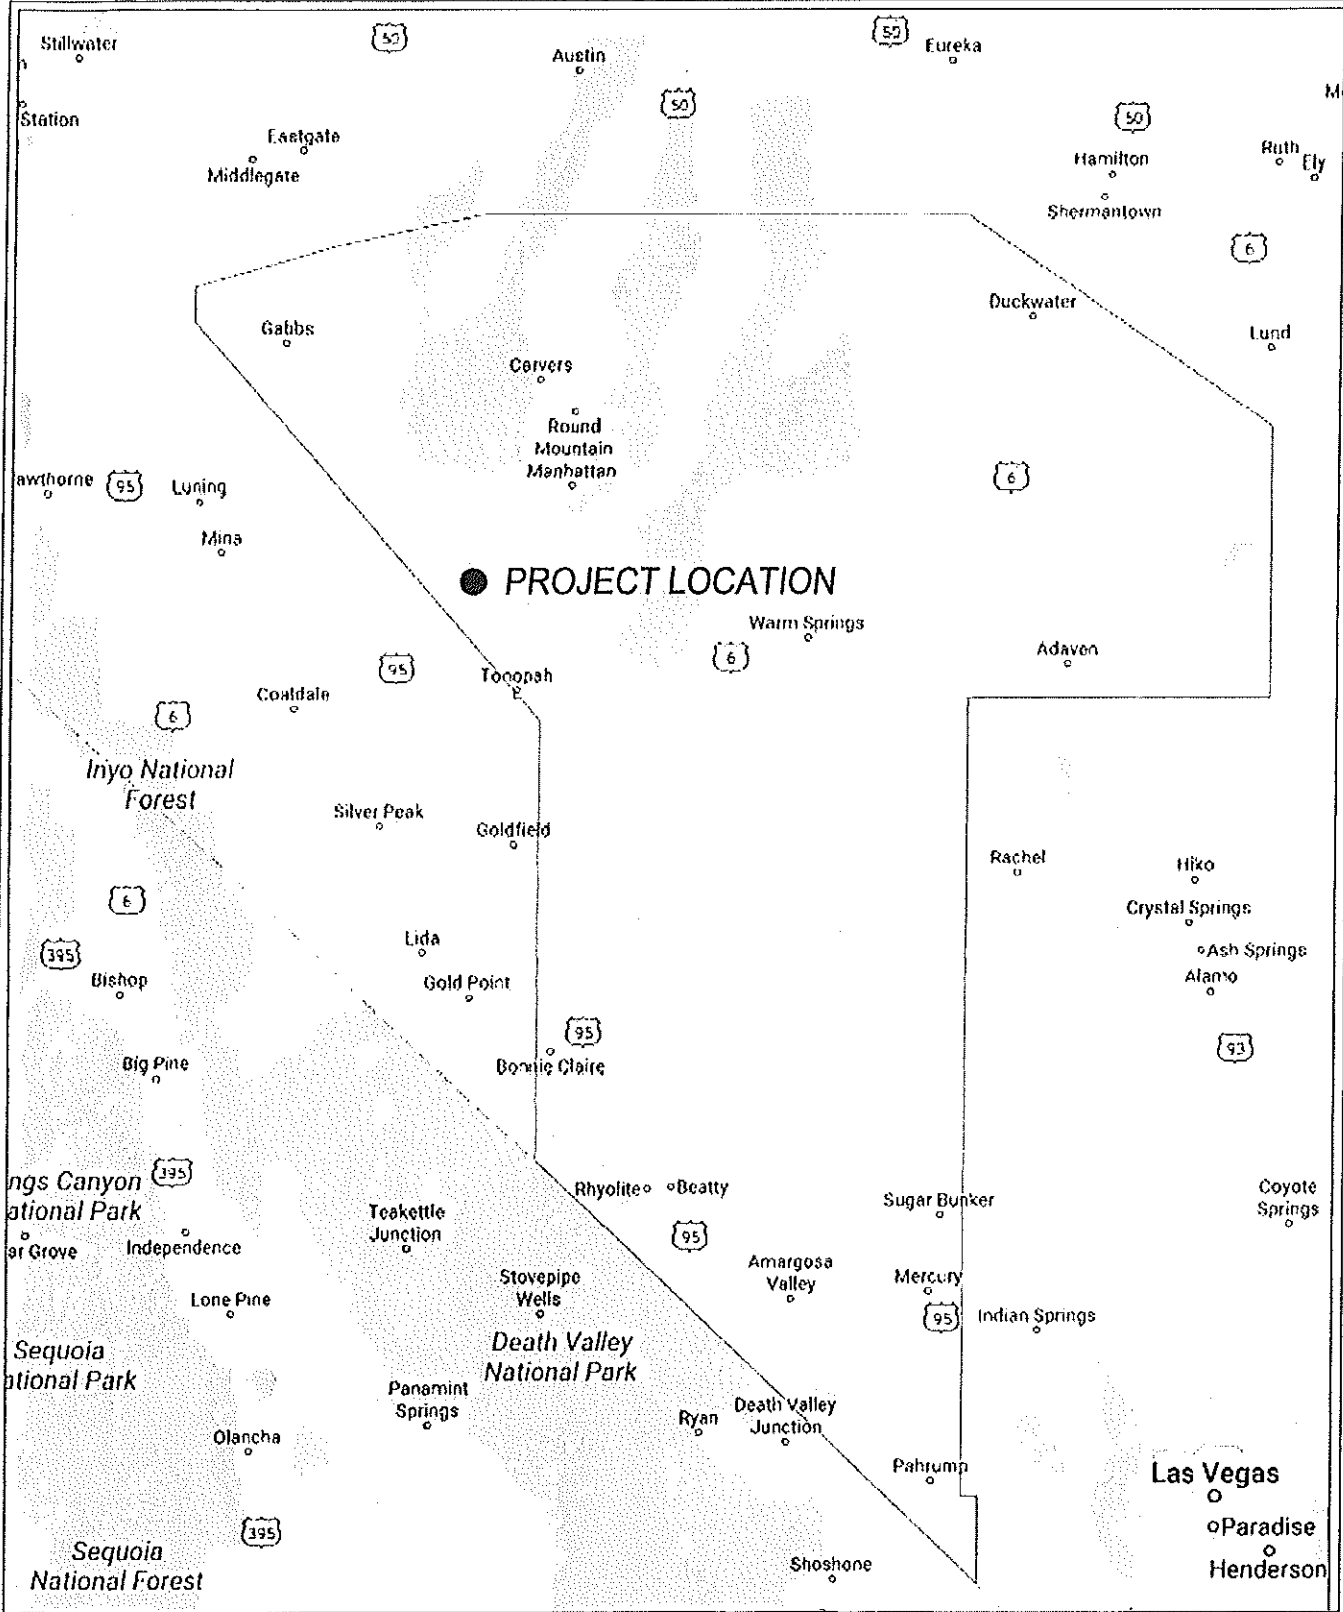 Stillwater
50
Austin
50
Eureka
Station
50
50
Eastgate
Middlegate
Hamilton
Ruth
Ely
Shermantown
6
Duckwater
Gabbs
Lund
Carvers
Round
Mountain
Manhattan
awthorne
95
Luning
6
Mina
PROJECT LOCATION
Warm Springs
95
6
Adaven
Tonopah
Coaldale
6
Inyo National
Forest
Silver Peak
Goldfield
Rachel
Hiko
6
Crystal Springs
395
Lida
Ash Springs
Bishop
Gold Point
Alamo
95
93
Big Pine
Bonnie Claire
ngs Canyon
ational Park
395
Rhyolite
Beatty
Sugar Bunker
Coyote
Springs
Teakettle
Junction
ar Grove
Independence
95
Amargosa
Valley
Mercury
Stovepipe
Wells
Lone Pine
95
Indian Springs
Sequoia
ational Park
Death Valley
National Park
Panamint
Springs
Ryan
Death Valley
Junction
Olancha
Pahrump
Las Vegas
395
Paradise
Sequoia
National Forest
Shoshone
Henderson